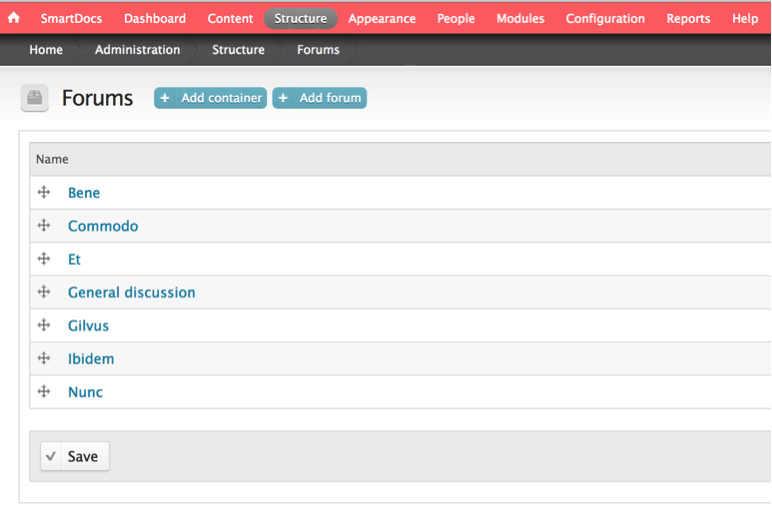 SmartDocs Dashboard Content Structure Appearance People Modules Configuration Reports Help
Home Administration Structure Forums
Forums + Add container + Add forum
Name
Bene
Commodo
Et
General discussion
Gilvus
Ibidem
Nunc
Save